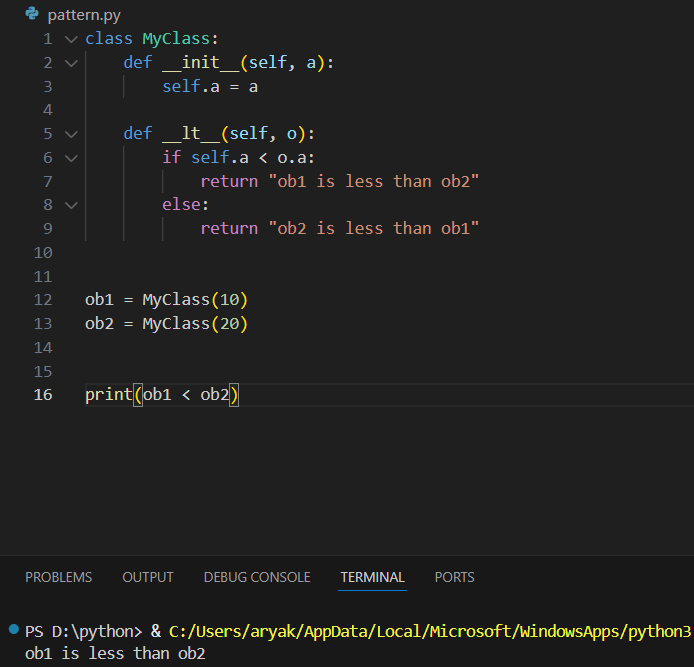 pattern.py
1 class MyClass:
2     def __init__(self, a):
3         self.a = a
4
5     def __lt__(self, o):
6         if self.a < o.a:
7             return "ob1 is less than ob2"
8         else:
9             return "ob2 is less than ob1"
10
11
12 ob1 = MyClass(10)
13 ob2 = MyClass(20)
14
15
16 print(ob1 < ob2)
PROBLEMS OUTPUT DEBUG CONSOLE TERMINAL PORTS
PS D:\python> & C:/Users/aryak/AppData/Local/Microsoft/WindowsApps/python3
ob1 is less than ob2